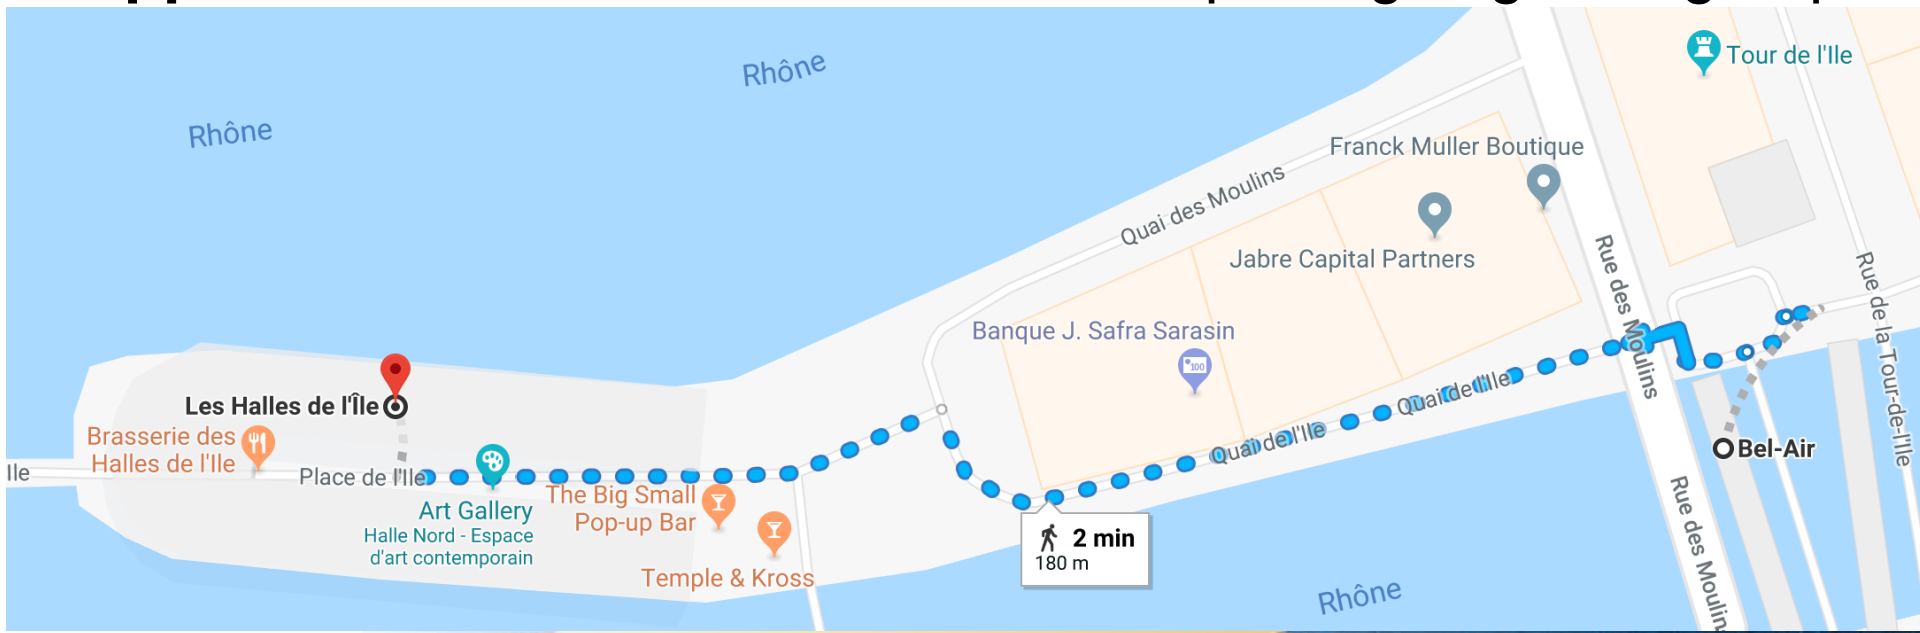 Rhône
Rhône
Tour de l'Ile
Franck Muller Boutique
Quai des Moulins
Jabre Capital Partners
Rue des Moulins
Rue de la Tour-de-l'Ile
Banque J. Safra Sarasin
100
Les Halles de l'Île
Brasserie des
Halles de l'Ile
Ile
Place de l'Ile
Quai de l'Ile
Quai de l'Ile
Bel-Air
Art Gallery
Halle Nord - Espace
d'art contemporain
The Big Small
Pop-up Bar
Temple & Kross
2 min
180 m
Rhône
Rue des Moulins